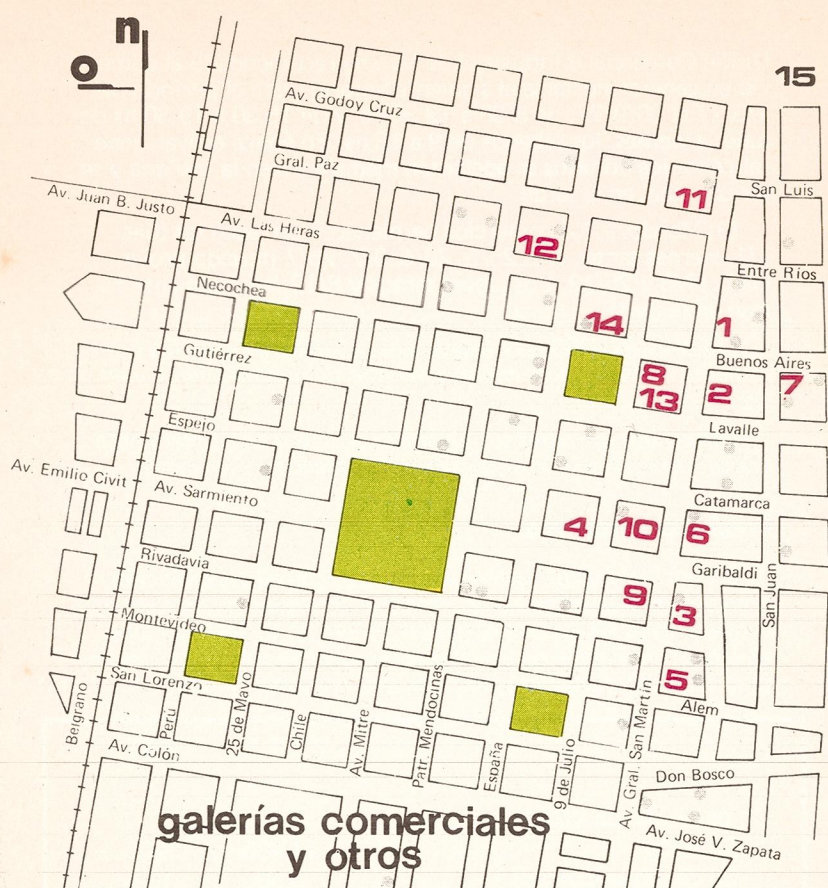 n
o
15
Av. Godoy Cruz
Gral. Paz
San Luis
11
Av. Juan B. Justo
Av. Las Heras
12
Entre Ríos
Necochea
14
1
Gutiérrez
Buenos Aires
8
13
2
7
Espejo
Lavalle
Av. Emilio Civit
Av. Sarmiento
Catamarca
4
10
6
Rivadavia
Garibaldi
San Juan
9
3
Montevideo
5
San Lorenzo
Alem
Belgrano
Perú
25 de Mayo
Chile
Av. Mitre
Patr. Mendocinas
España
9 de Julio
Av. Gral. San Martín
Av. Colón
Don Bosco
Av. José V. Zapata
galerías comerciales
y otros